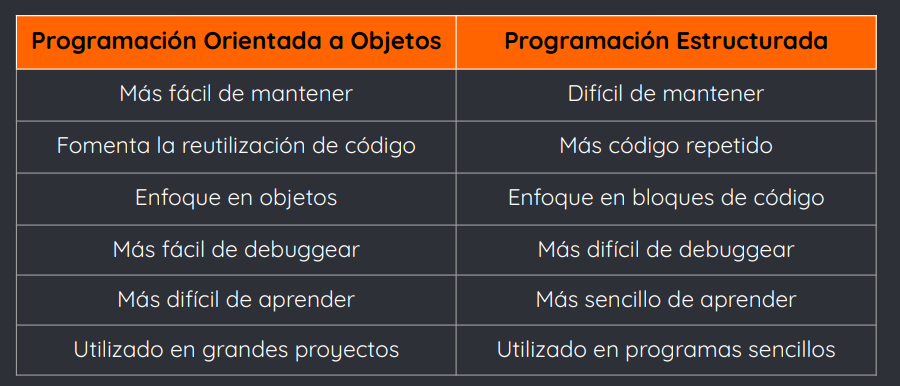 Programación Orientada a Objetos Programación Estructurada
Más fácil de mantener Difícil de mantener
Fomenta la reutilización de código Más código repetido
Enfoque en objetos Enfoque en bloques de código
Más fácil de debuggear Más difícil de debuggear
Más difícil de aprender Más sencillo de aprender
Utilizado en grandes proyectos Utilizado en programas sencillos